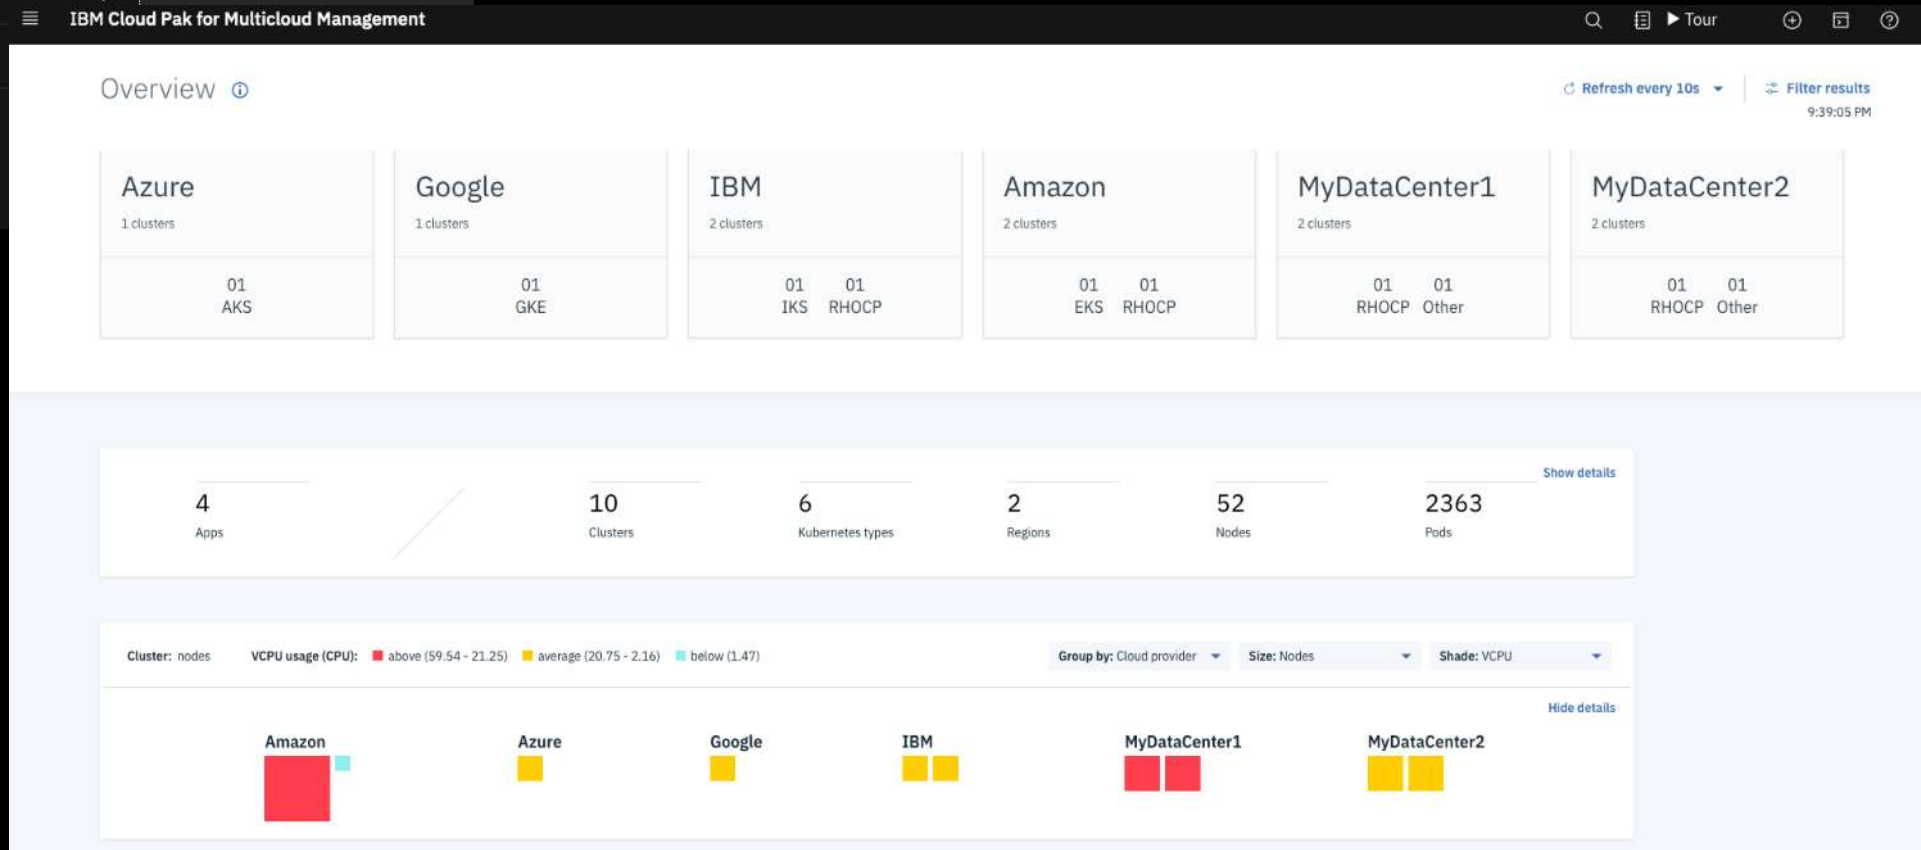 IBM Cloud Pak for Multicloud Management
Tour
Overview
Refresh every 10s
Filter results
9:39:05 PM
Azure
1 clusters
01
AKS
Google
1 clusters
01
GKE
IBM
2 clusters
01 01
IKS RHOCP
Amazon
2 clusters
01 01
EKS RHOCP
MyDataCenter1
2 clusters
01 01
RHOCP Other
MyDataCenter2
2 clusters
01 01
RHOCP Other
Show details
4
Apps
10
Clusters
6
Kubernetes types
2
Regions
52
Nodes
2363
Pods
Cluster: nodes VCPU usage (CPU): above (59.54 - 21.25) average (20.75 - 2.16) below (1.47) Group by: Cloud provider Size: Nodes Shade: VCPU
Hide details
Amazon Azure Google IBM MyDataCenter1 MyDataCenter2